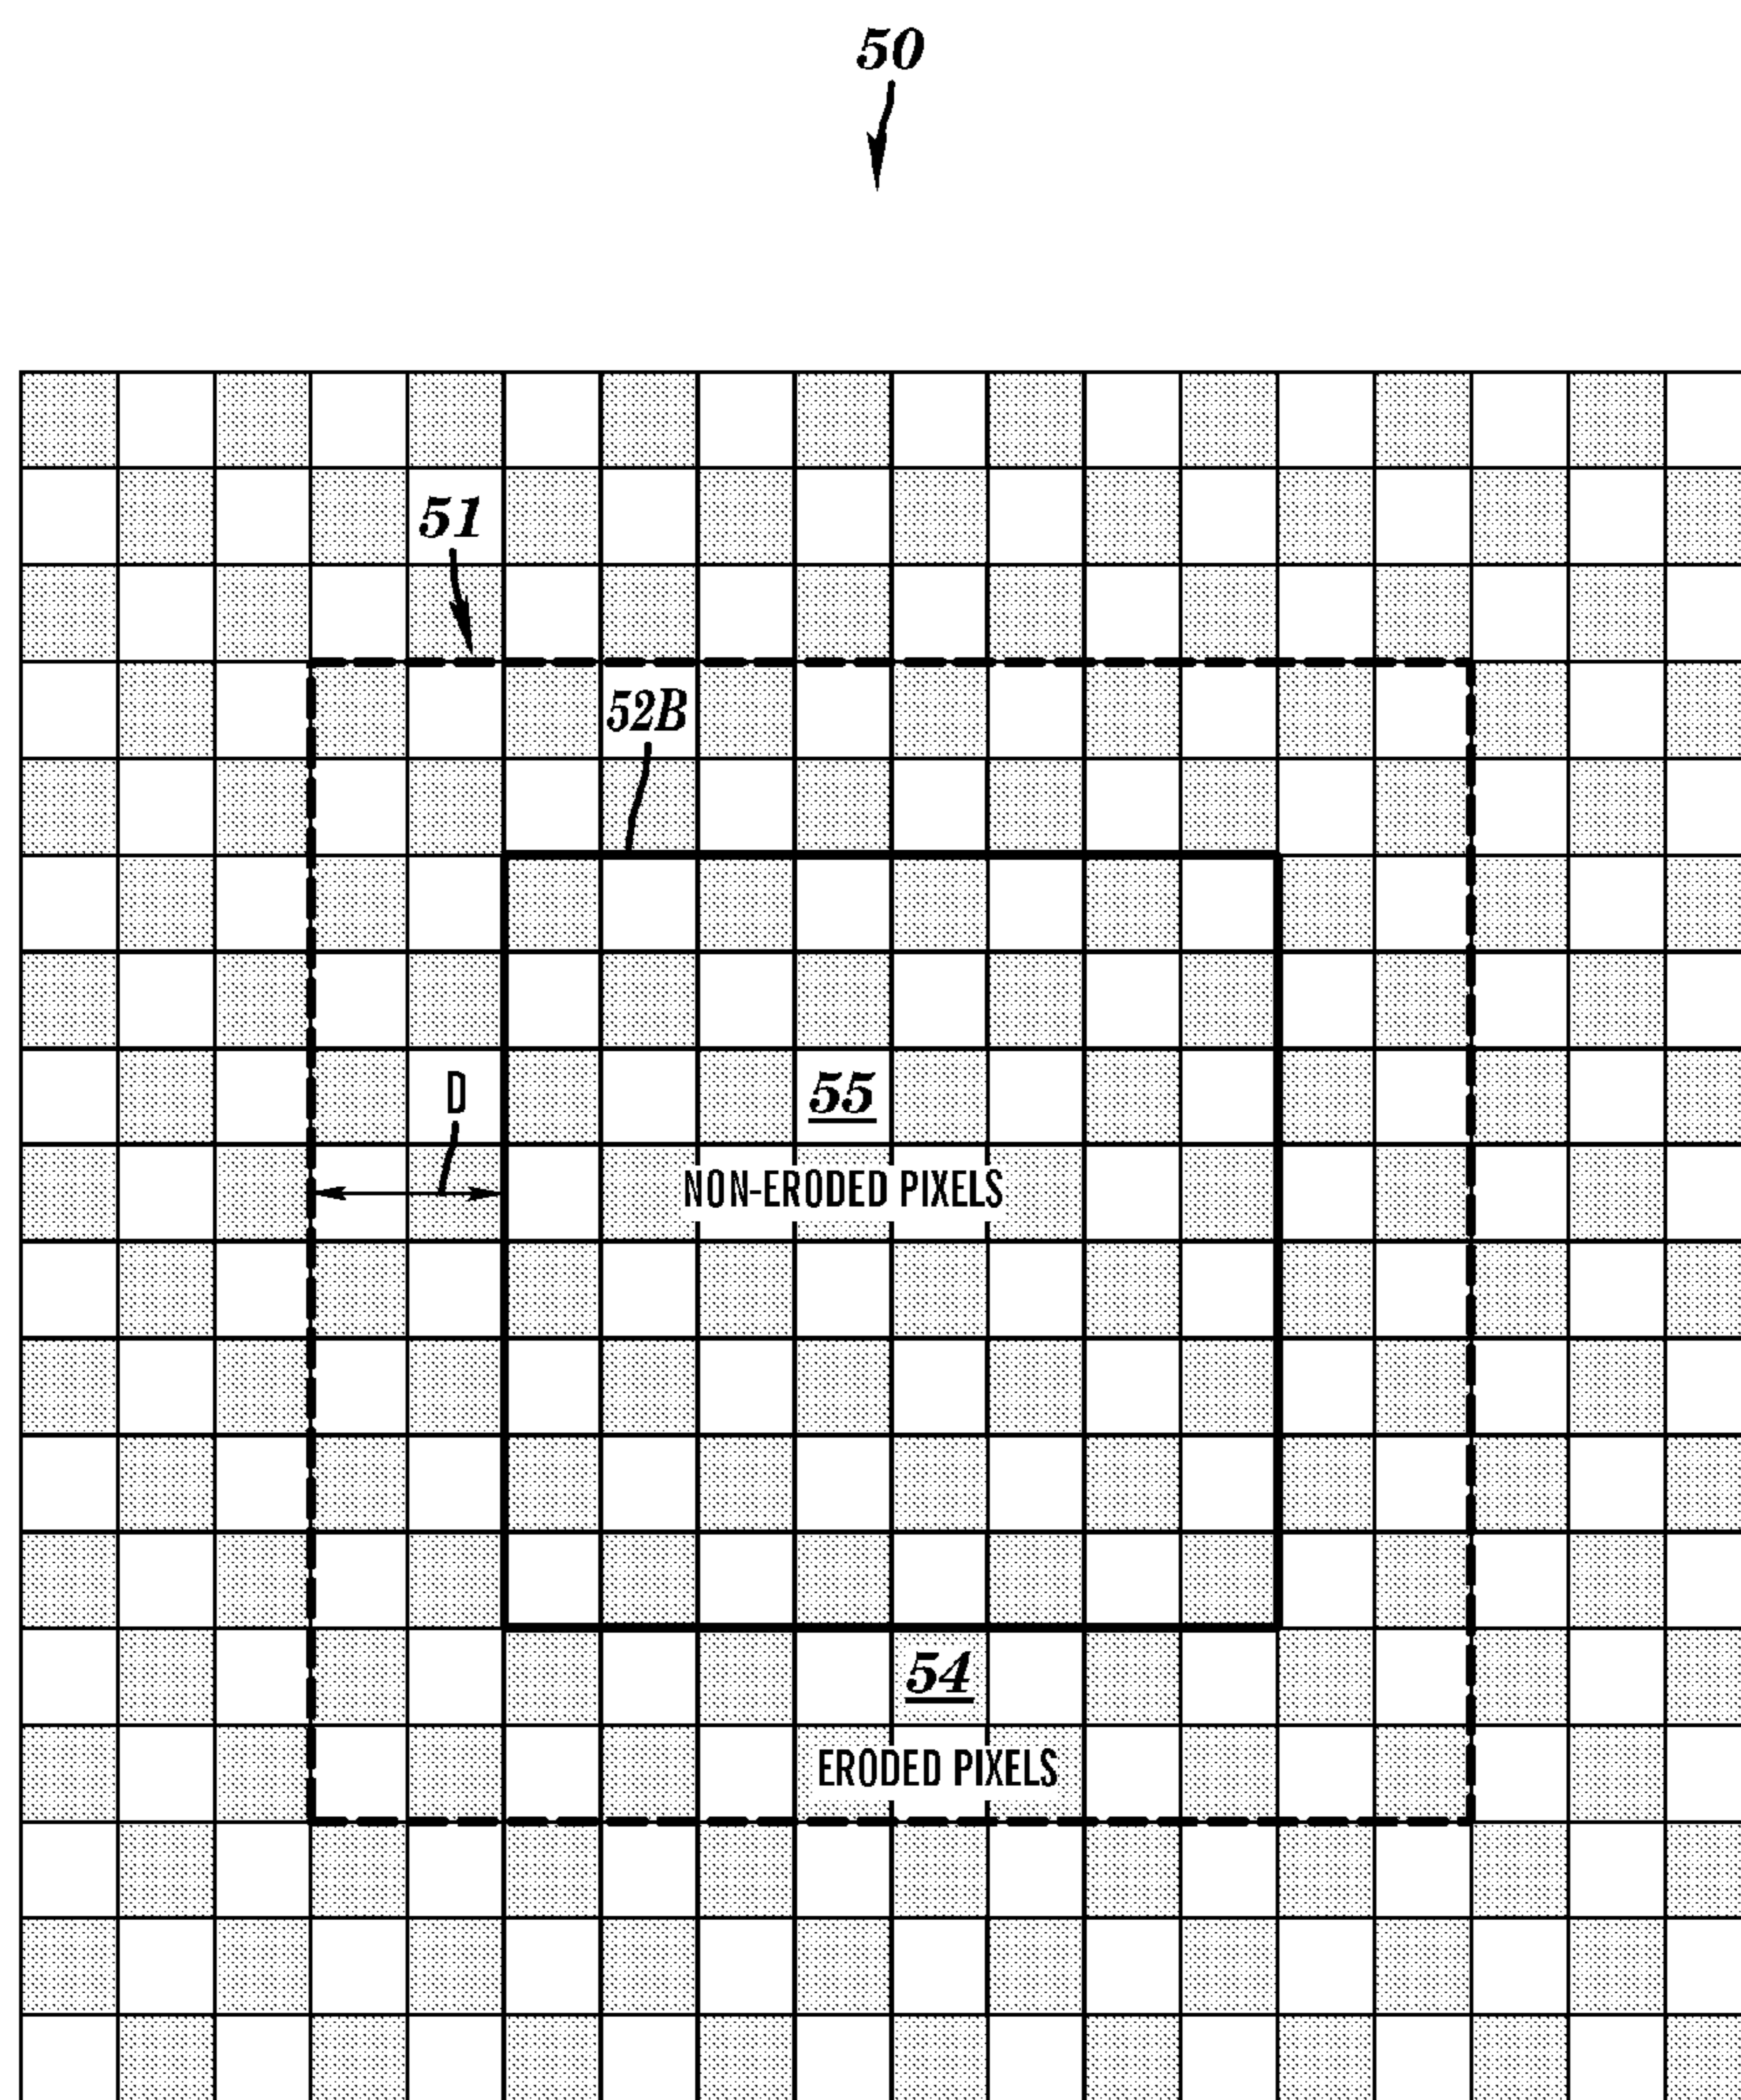 50
51
52B
D
55
NON-ERODED PIXELS
54
ERODED PIXELS